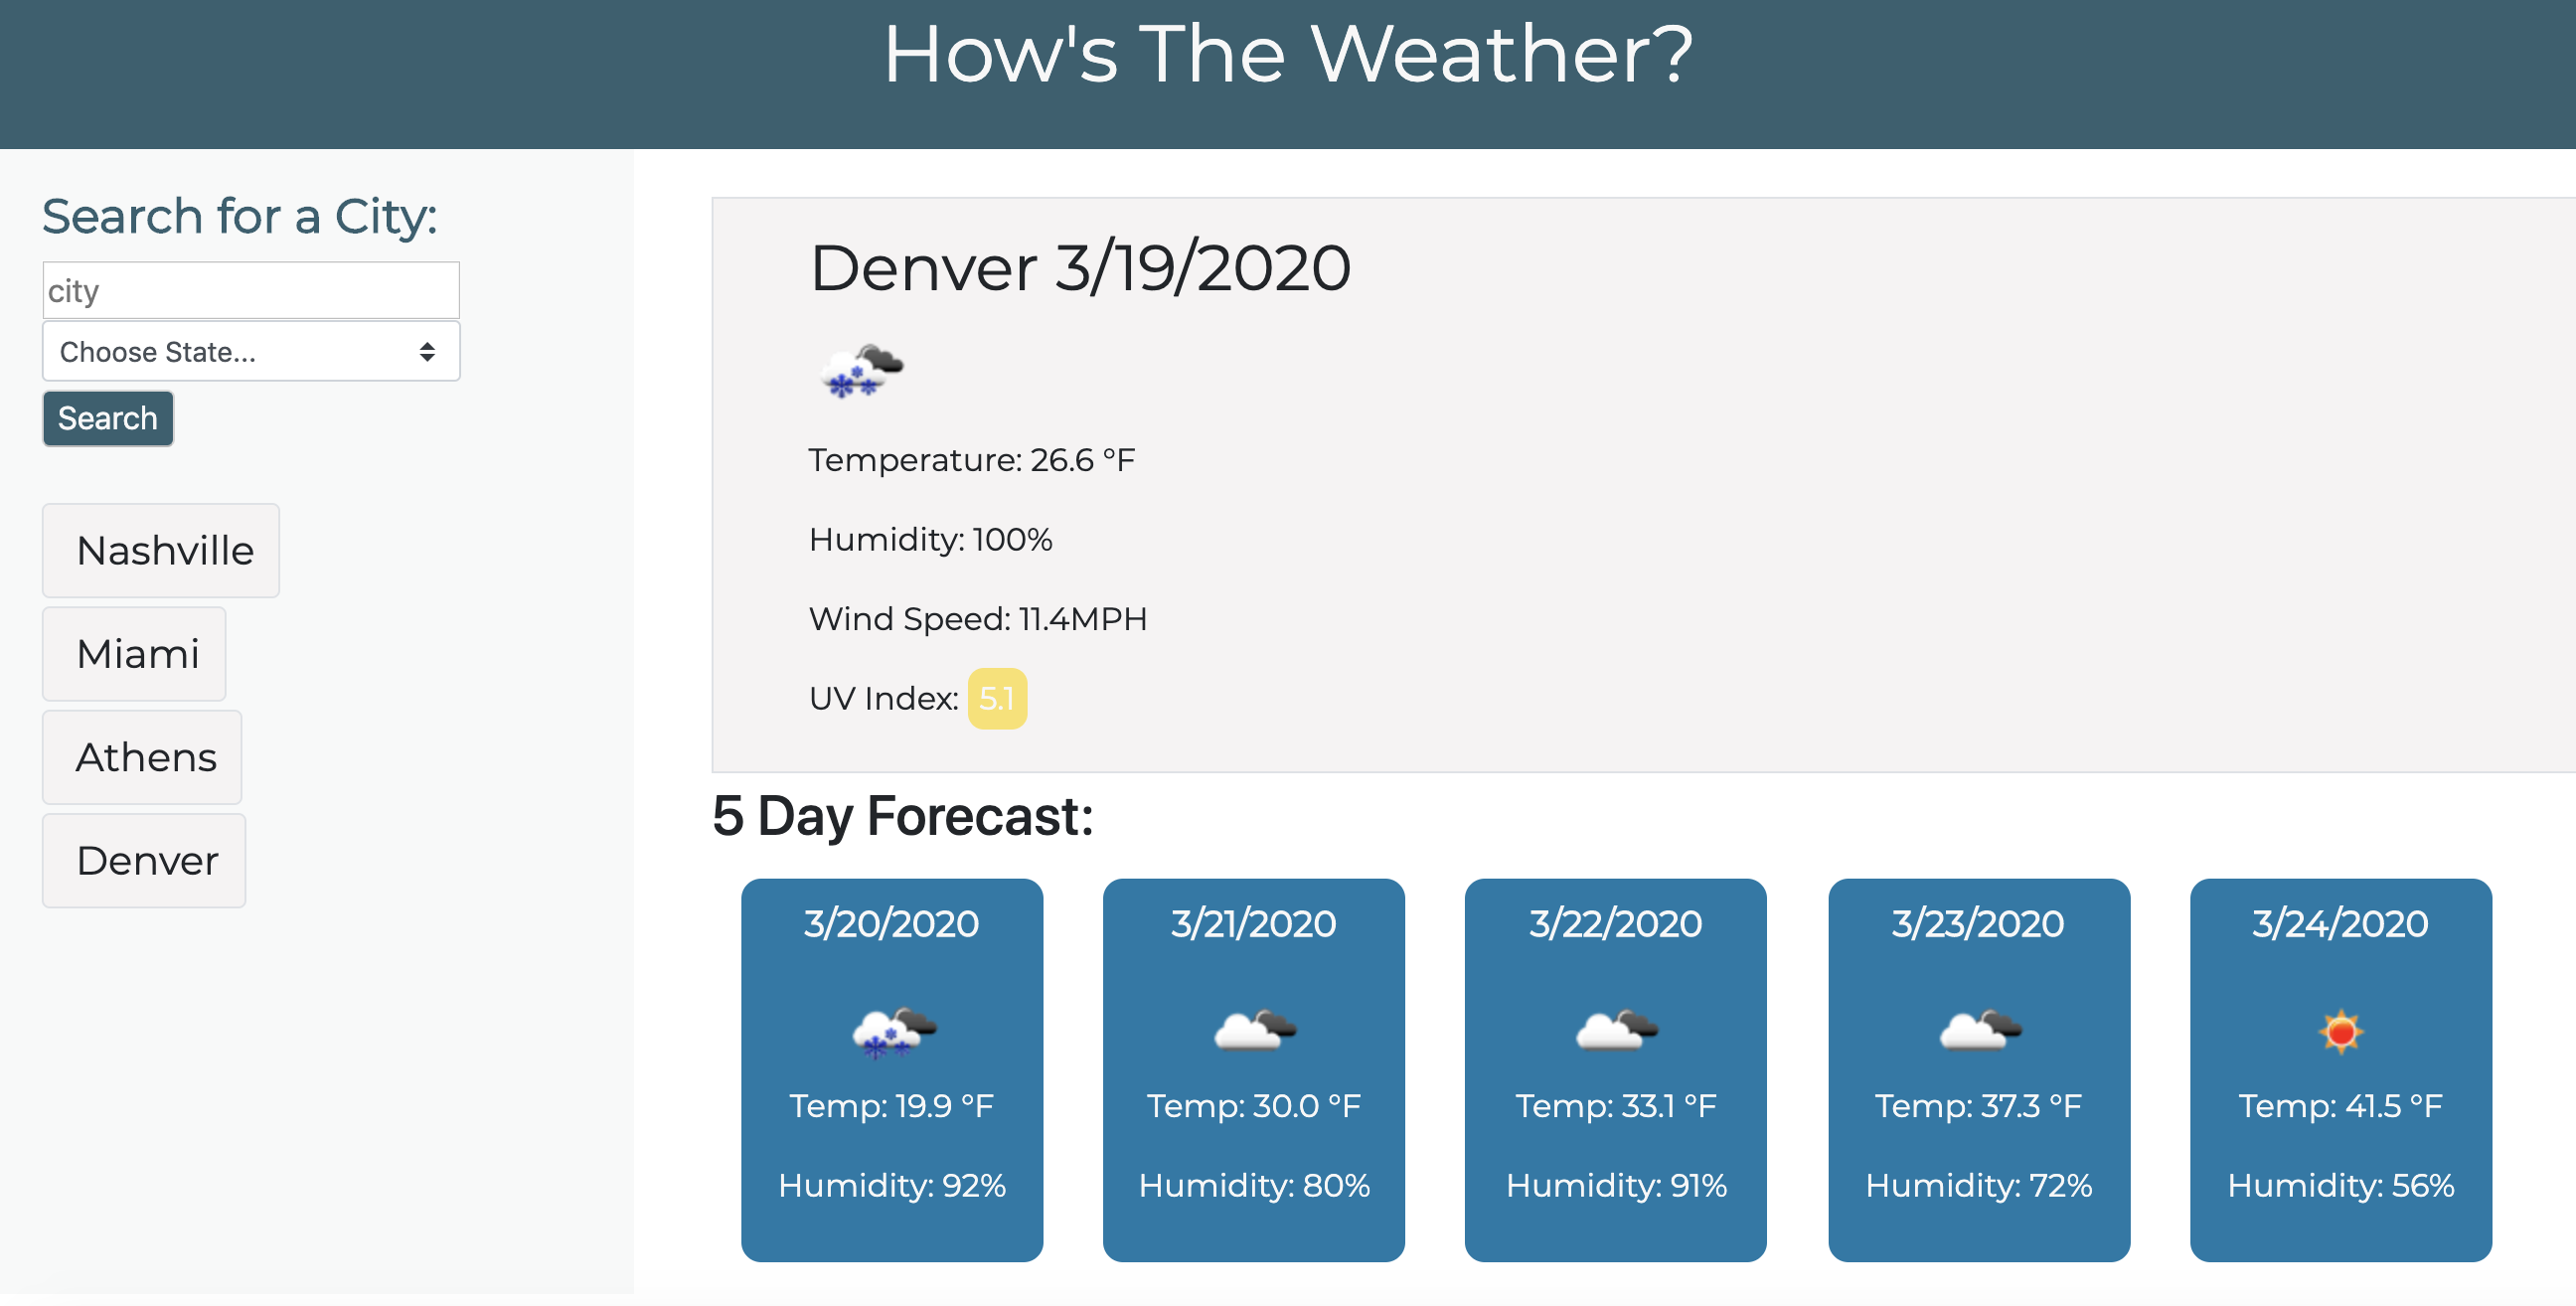 How's The Weather?
Search for a City:
city
Choose State...
Search
Nashville
Miami
Athens
Denver
Denver 3/19/2020
Temperature: 26.6 °F
Humidity: 100%
Wind Speed: 11.4MPH
UV Index: 5.1
5 Day Forecast:
3/20/2020
Temp: 19.9 °F
Humidity: 92%
3/21/2020
Temp: 30.0 °F
Humidity: 80%
3/22/2020
Temp: 33.1 °F
Humidity: 91%
3/23/2020
Temp: 37.3 °F
Humidity: 72%
3/24/2020
Temp: 41.5 °F
Humidity: 56%